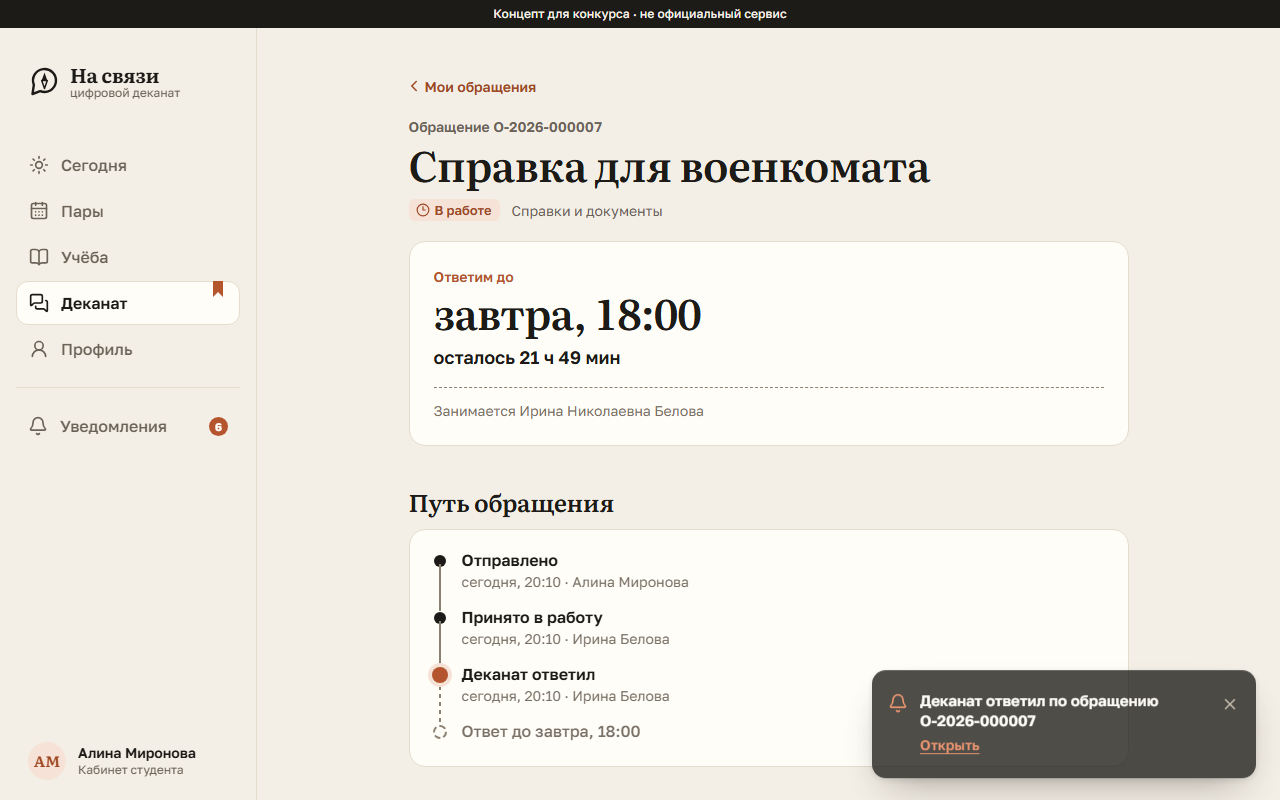 Концепт для конкурса · не официальный сервис
На связи
цифровой деканат
Сегодня
Пары
Учёба
Деканат
Профиль
Уведомления 6
АМ
Алина Миронова
Кабинет студента
Мои обращения
Обращение О-2026-000007
Справка для военкомата
В работе Справки и документы
Ответим до
завтра, 18:00
осталось 21 ч 49 мин
Занимается Ирина Николаевна Белова
Путь обращения
Отправлено
сегодня, 20:10 · Алина Миронова
Принято в работу
сегодня, 20:10 · Ирина Белова
Деканат ответил
сегодня, 20:10 · Ирина Белова
Ответ до завтра, 18:00
Деканат ответил по обращению
О-2026-000007
Открыть